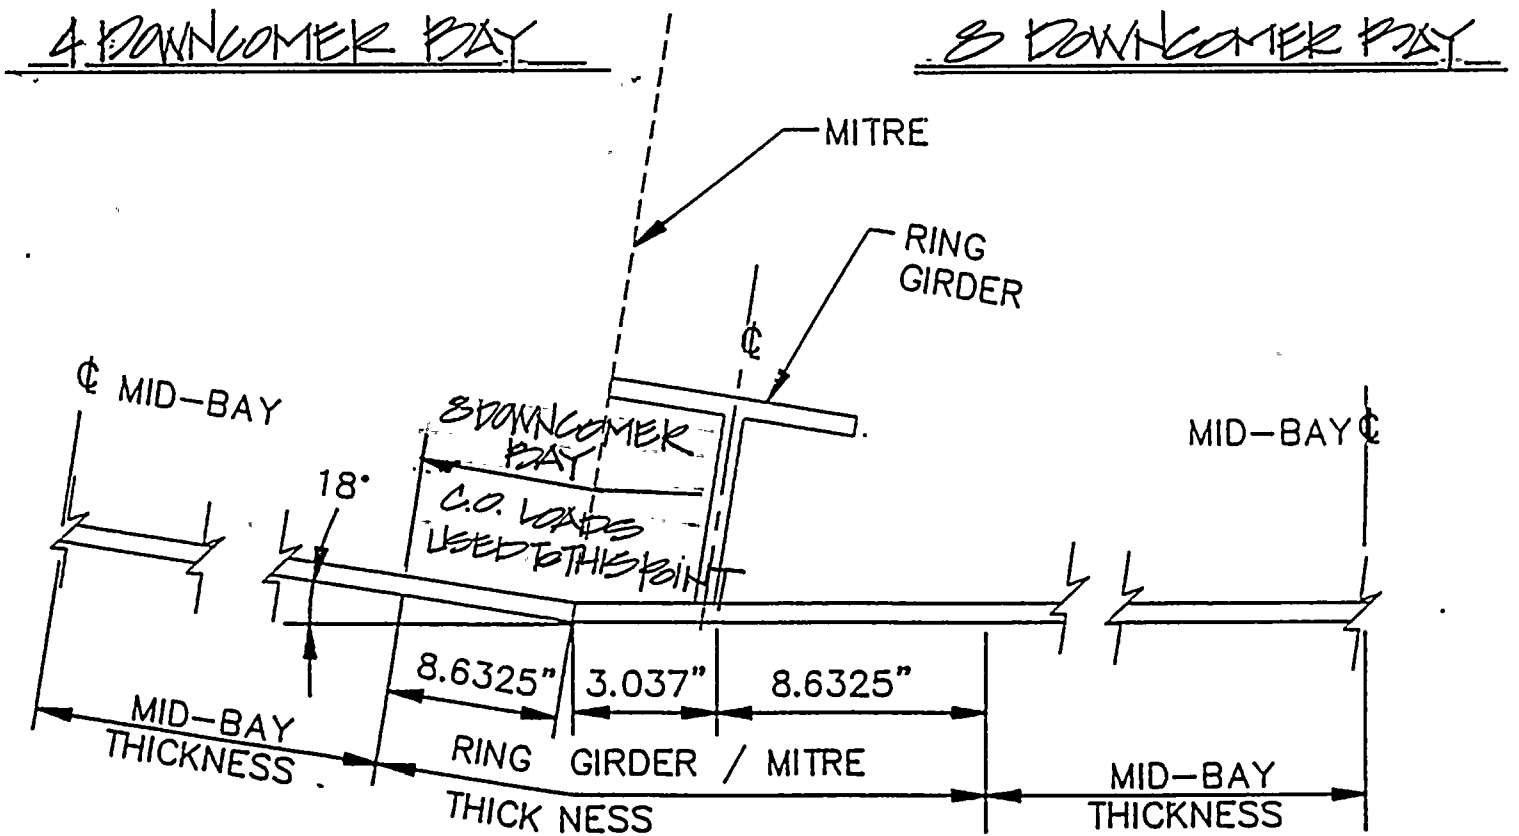 4 DOWNCOMER BAY
8 DOWNCOMER BAY
MITRE
RING
GIRDER
℄
℄ MID-BAY
8 DOWNCOMER
BAY
MID-BAY ℄
18°
C.O. LOADS
USED TO THIS POINT
8.6325"
3.037"
8.6325"
MID-BAY
THICKNESS
RING GIRDER / MITRE
THICK NESS
MID-BAY
THICKNESS